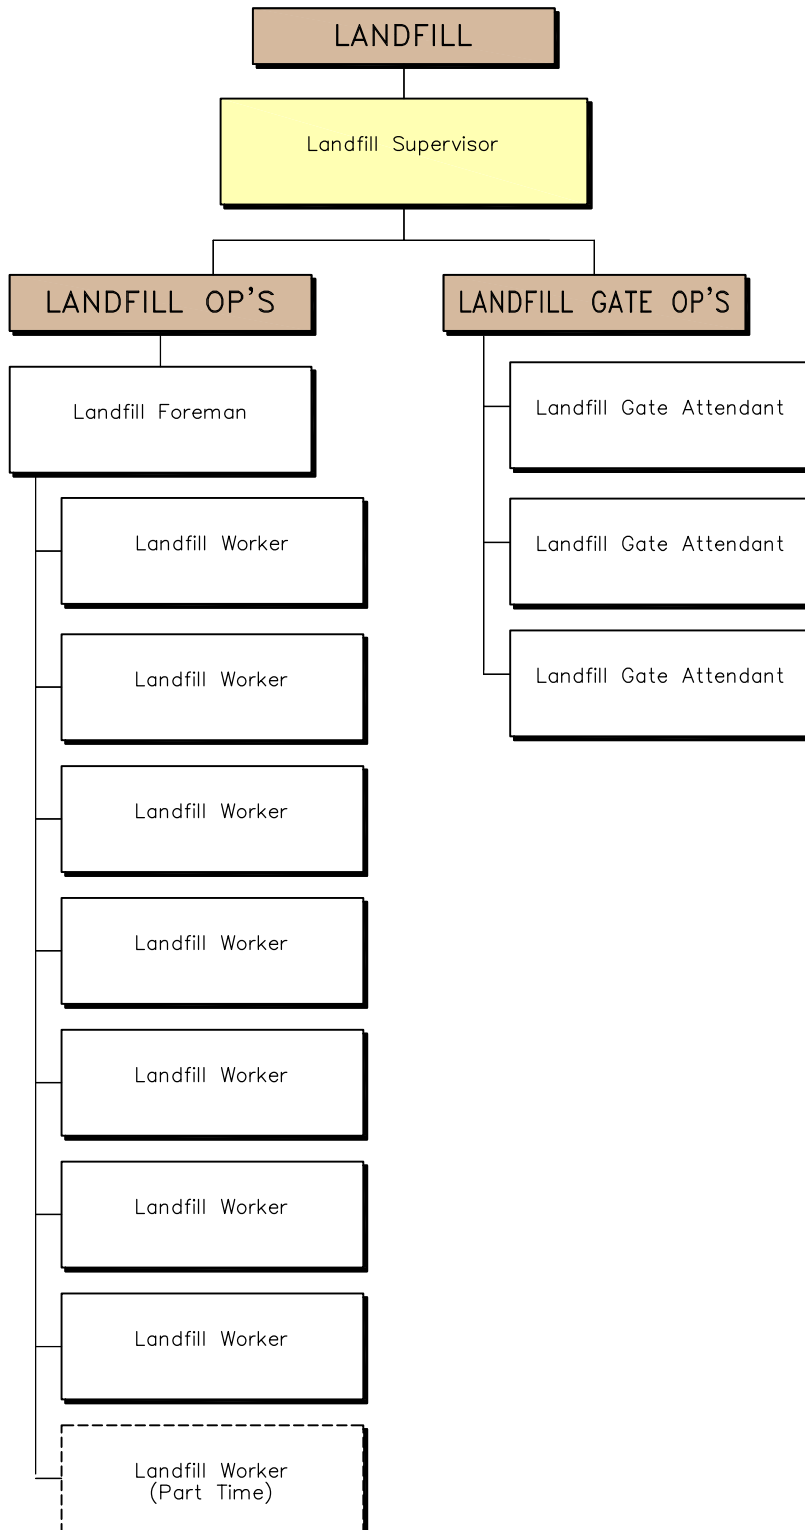 LANDFILL
Landfill Supervisor
LANDFILL OP'S
Landfill Foreman
Landfill Worker
Landfill Worker
Landfill Worker
Landfill Worker
Landfill Worker
Landfill Worker
Landfill Worker
Landfill Worker
(Part Time)
LANDFILL GATE OP'S
Landfill Gate Attendant
Landfill Gate Attendant
Landfill Gate Attendant